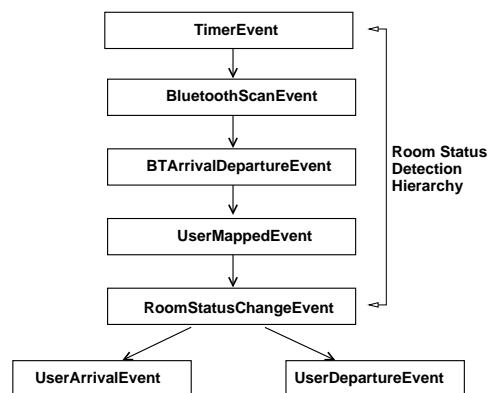 TimerEvent
BluetoothScanEvent
BTArrivalDepartureEvent
Room Status
Detection
Hierarchy
UserMappedEvent
RoomStatusChangeEvent
UserArrivalEvent
UserDepartureEvent